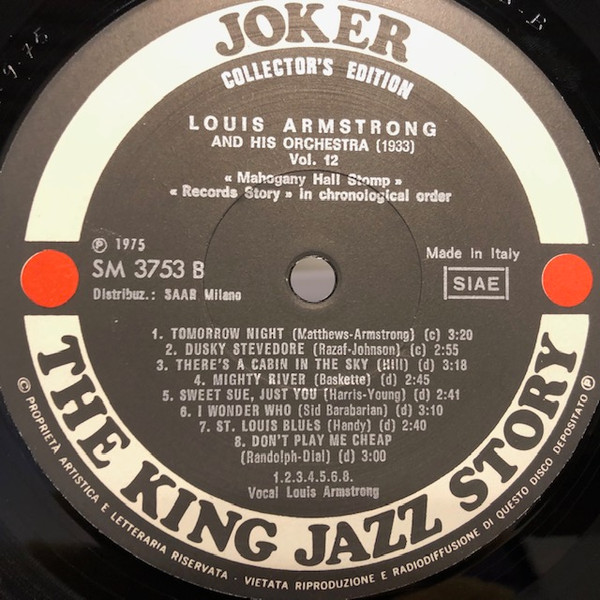 JOKER
COLLECTOR'S EDITION
LOUIS ARMSTRONG
AND HIS ORCHESTRA (1933)
Vol. 12
« Mahogany Hall Stomp »
« Records Story » in chronological order
℗ 1975
SM 3753 B
Distribuz.: SAAR Milano
Made in Italy
SIAE
1. TOMORROW NIGHT (Matthews-Armstrong) (c) 3:20
2. DUSKY STEVEDORE (Razaf-Johnson) (c) 2:55
3. THERE'S A CABIN IN THE SKY (Hill) (d) 3:18
4. MIGHTY RIVER (Baskette) (d) 2:45
5. SWEET SUE, JUST YOU (Harris-Young) (d) 2:41
6. I WONDER WHO (Sid Barabarian) (d) 3:10
7. ST. LOUIS BLUES (Handy) (d) 2:40
8. DON'T PLAY ME CHEAP
(Randolph-Dial) (d) 3:00
1.2.3.4.5.6.8.
Vocal Louis Armstrong
THE KING JAZZ STORY
© PROPRIETÀ ARTISTICA E LETTERARIA RISERVATA · VIETATA RIPRODUZIONE E RADIODIFFUSIONE DI QUESTO DISCO DEPOSITATO ℗